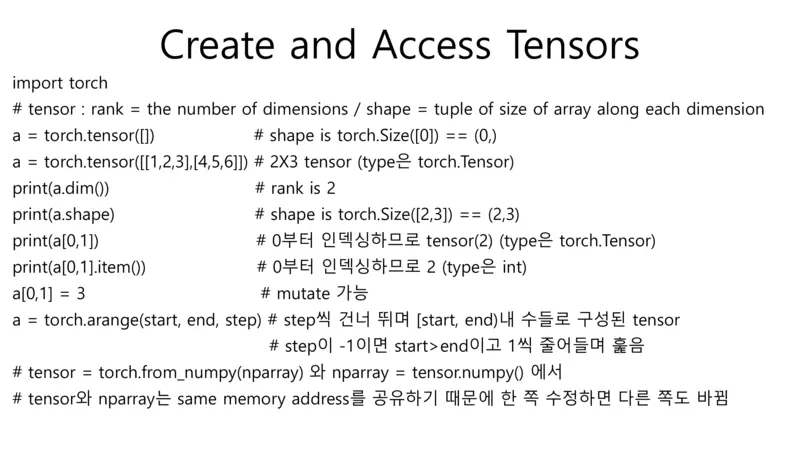 Create and Access Tensors
import torch
# tensor : rank = the number of dimensions / shape = tuple of size of array along each dimension
a = torch.tensor([]) # shape is torch.Size([0]) == (0,)
a = torch.tensor([[1,2,3],[4,5,6]]) # 2X3 tensor (type은 torch.Tensor)
print(a.dim()) # rank is 2
print(a.shape) # shape is torch.Size([2,3]) == (2,3)
print(a[0,1]) # 0부터 인덱싱하므로 tensor(2) (type은 torch.Tensor)
print(a[0,1].item()) # 0부터 인덱싱하므로 2 (type은 int)
a[0,1] = 3 # mutate 가능
a = torch.arange(start, end, step) # step씩 건너 뛰며 [start, end)내 수들로 구성된 tensor
# step이 -1이면 start>end이고 1씩 줄어들며 훑음
# tensor = torch.from_numpy(nparray) 와 nparray = tensor.numpy() 에서
# tensor와 nparray는 same memory address를 공유하기 때문에 한 쪽 수정하면 다른 쪽도 바뀜